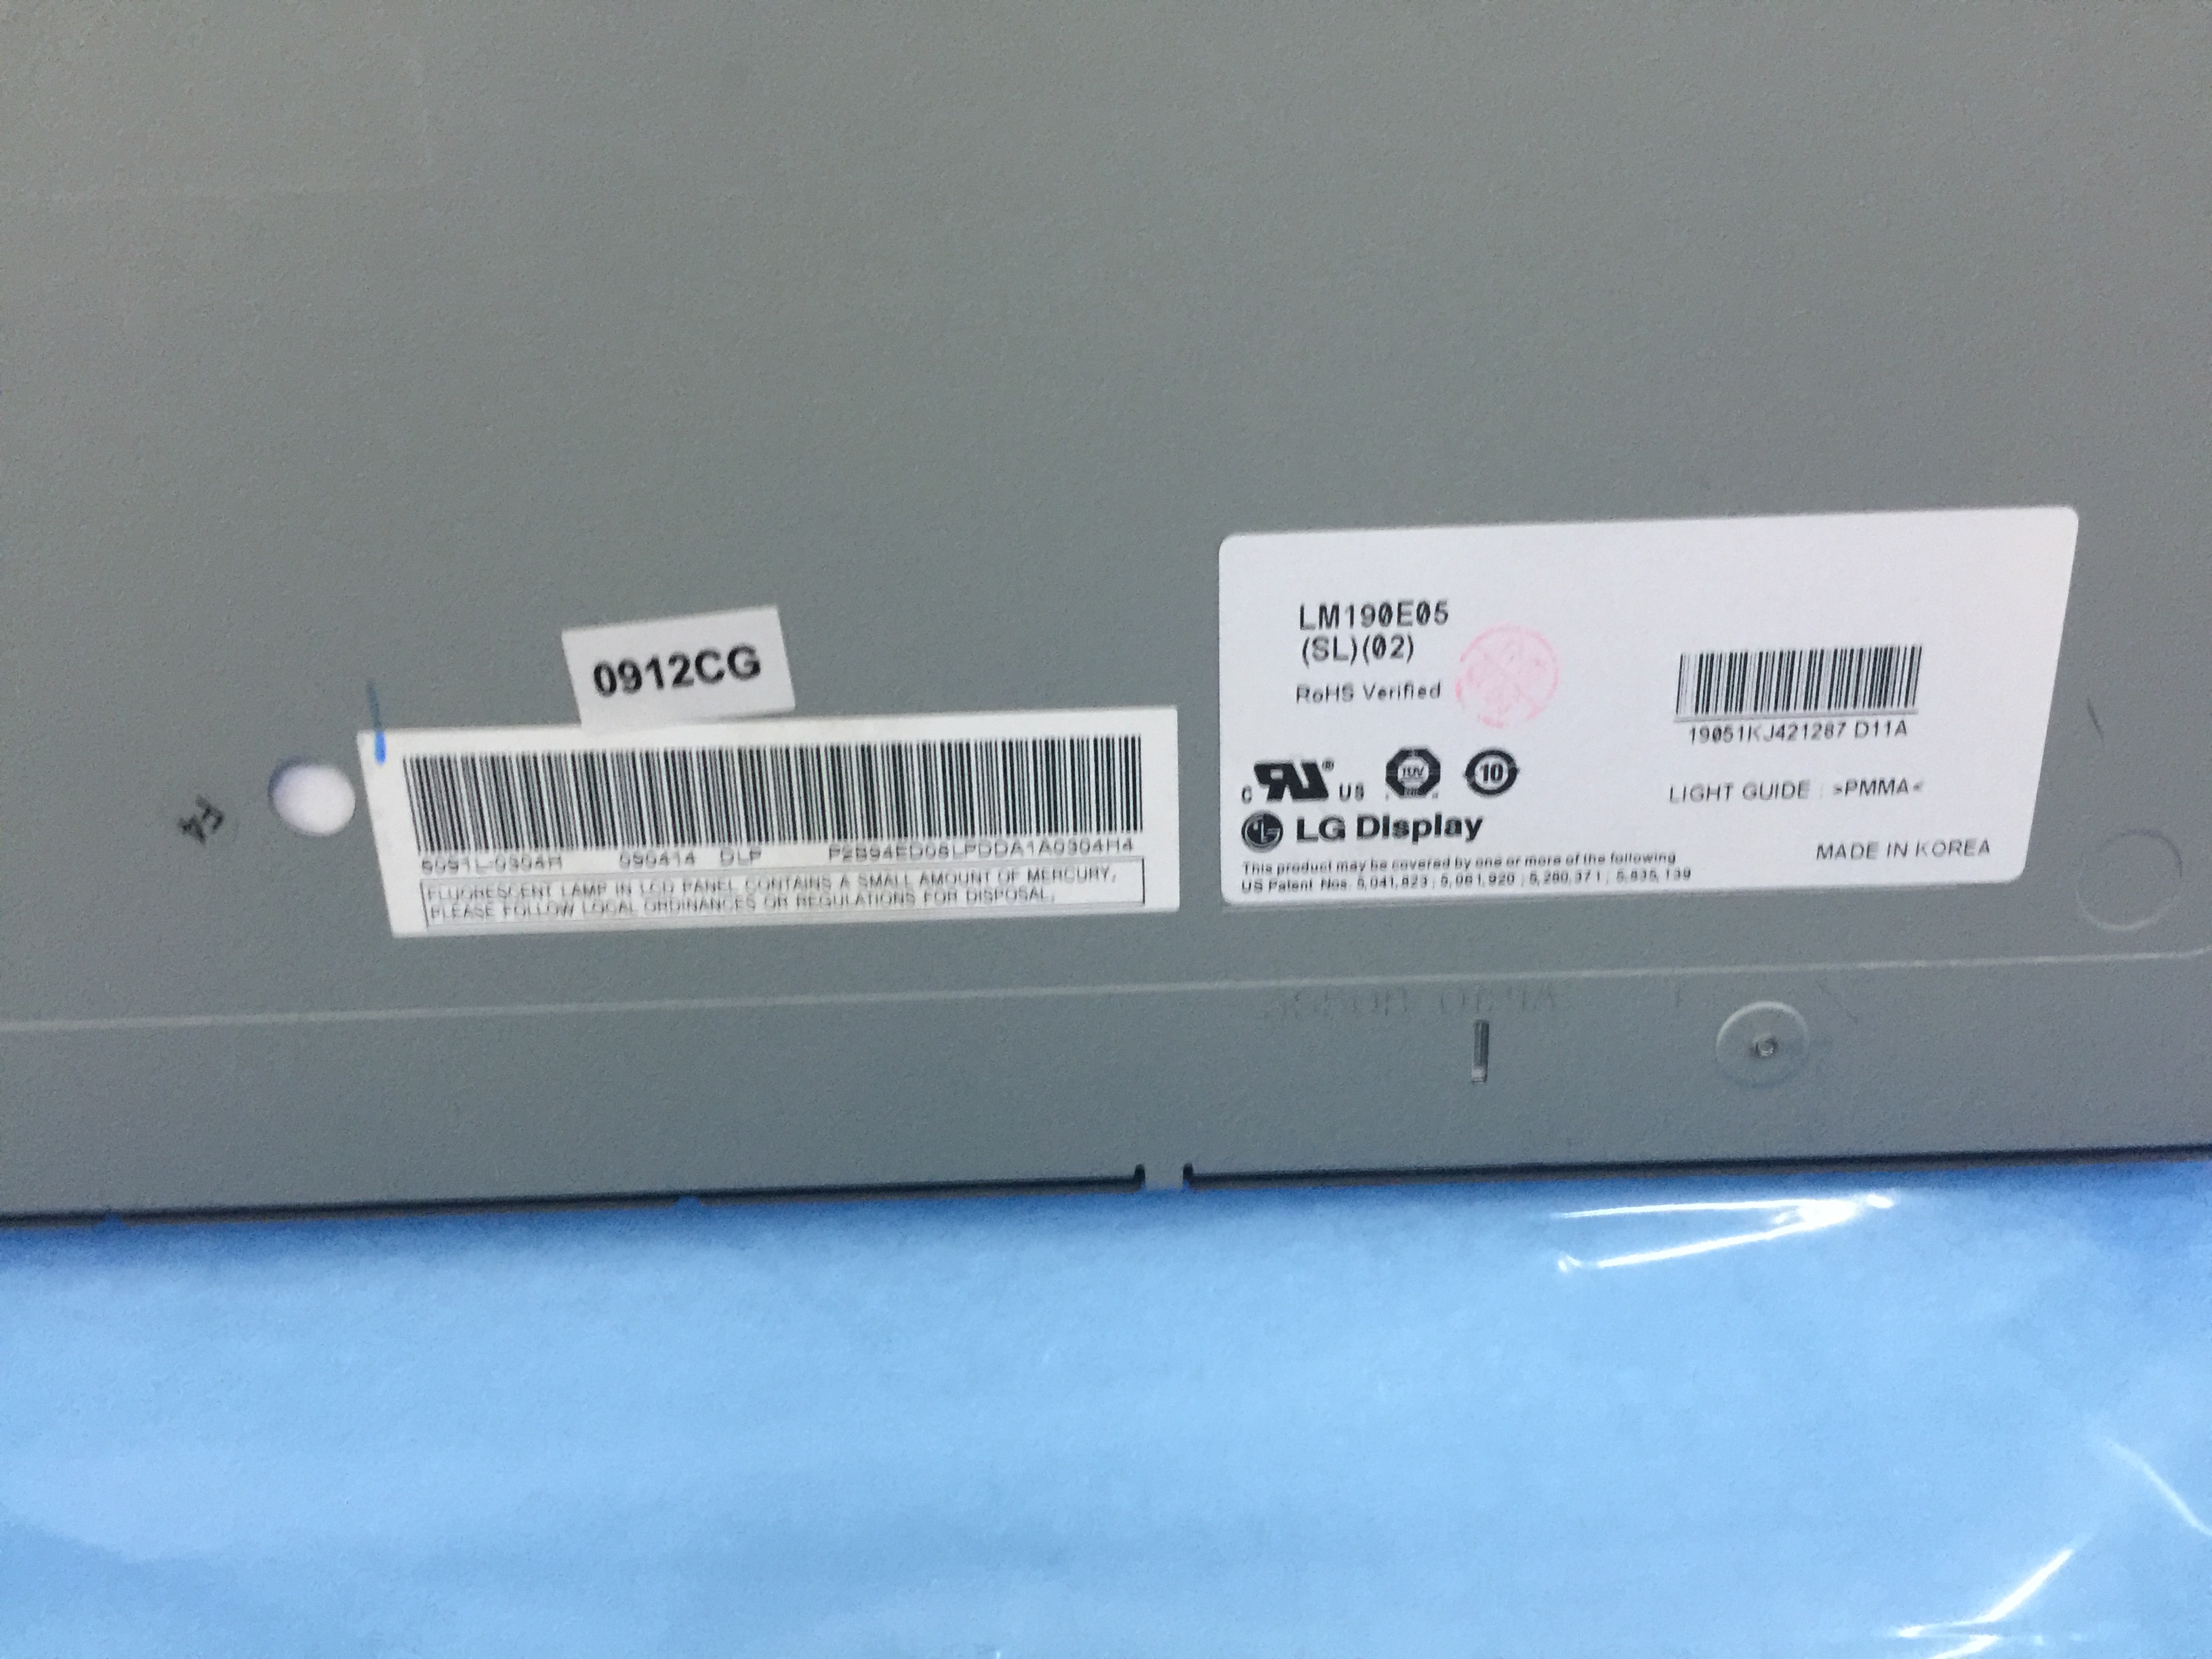 0912CG
090414 DLP
FLUORESCENT LAMP IN LCD PANEL CONTAINS A SMALL AMOUNT OF MERCURY,
PLEASE FOLLOW LOCAL ORDINANCES OR REGULATIONS FOR DISPOSAL.
LM190E05
(SL)(02)
RoHS Verified
19051KJ421287 D11A
c US TÜV 10
LIGHT GUIDE : >PMMA<
LG Display
MADE IN KOREA
This product may be covered by one or more of the following
US Patent Nos. 5,041,823 ; 5,061,920 ; 5,280,371 ; 5,835,139